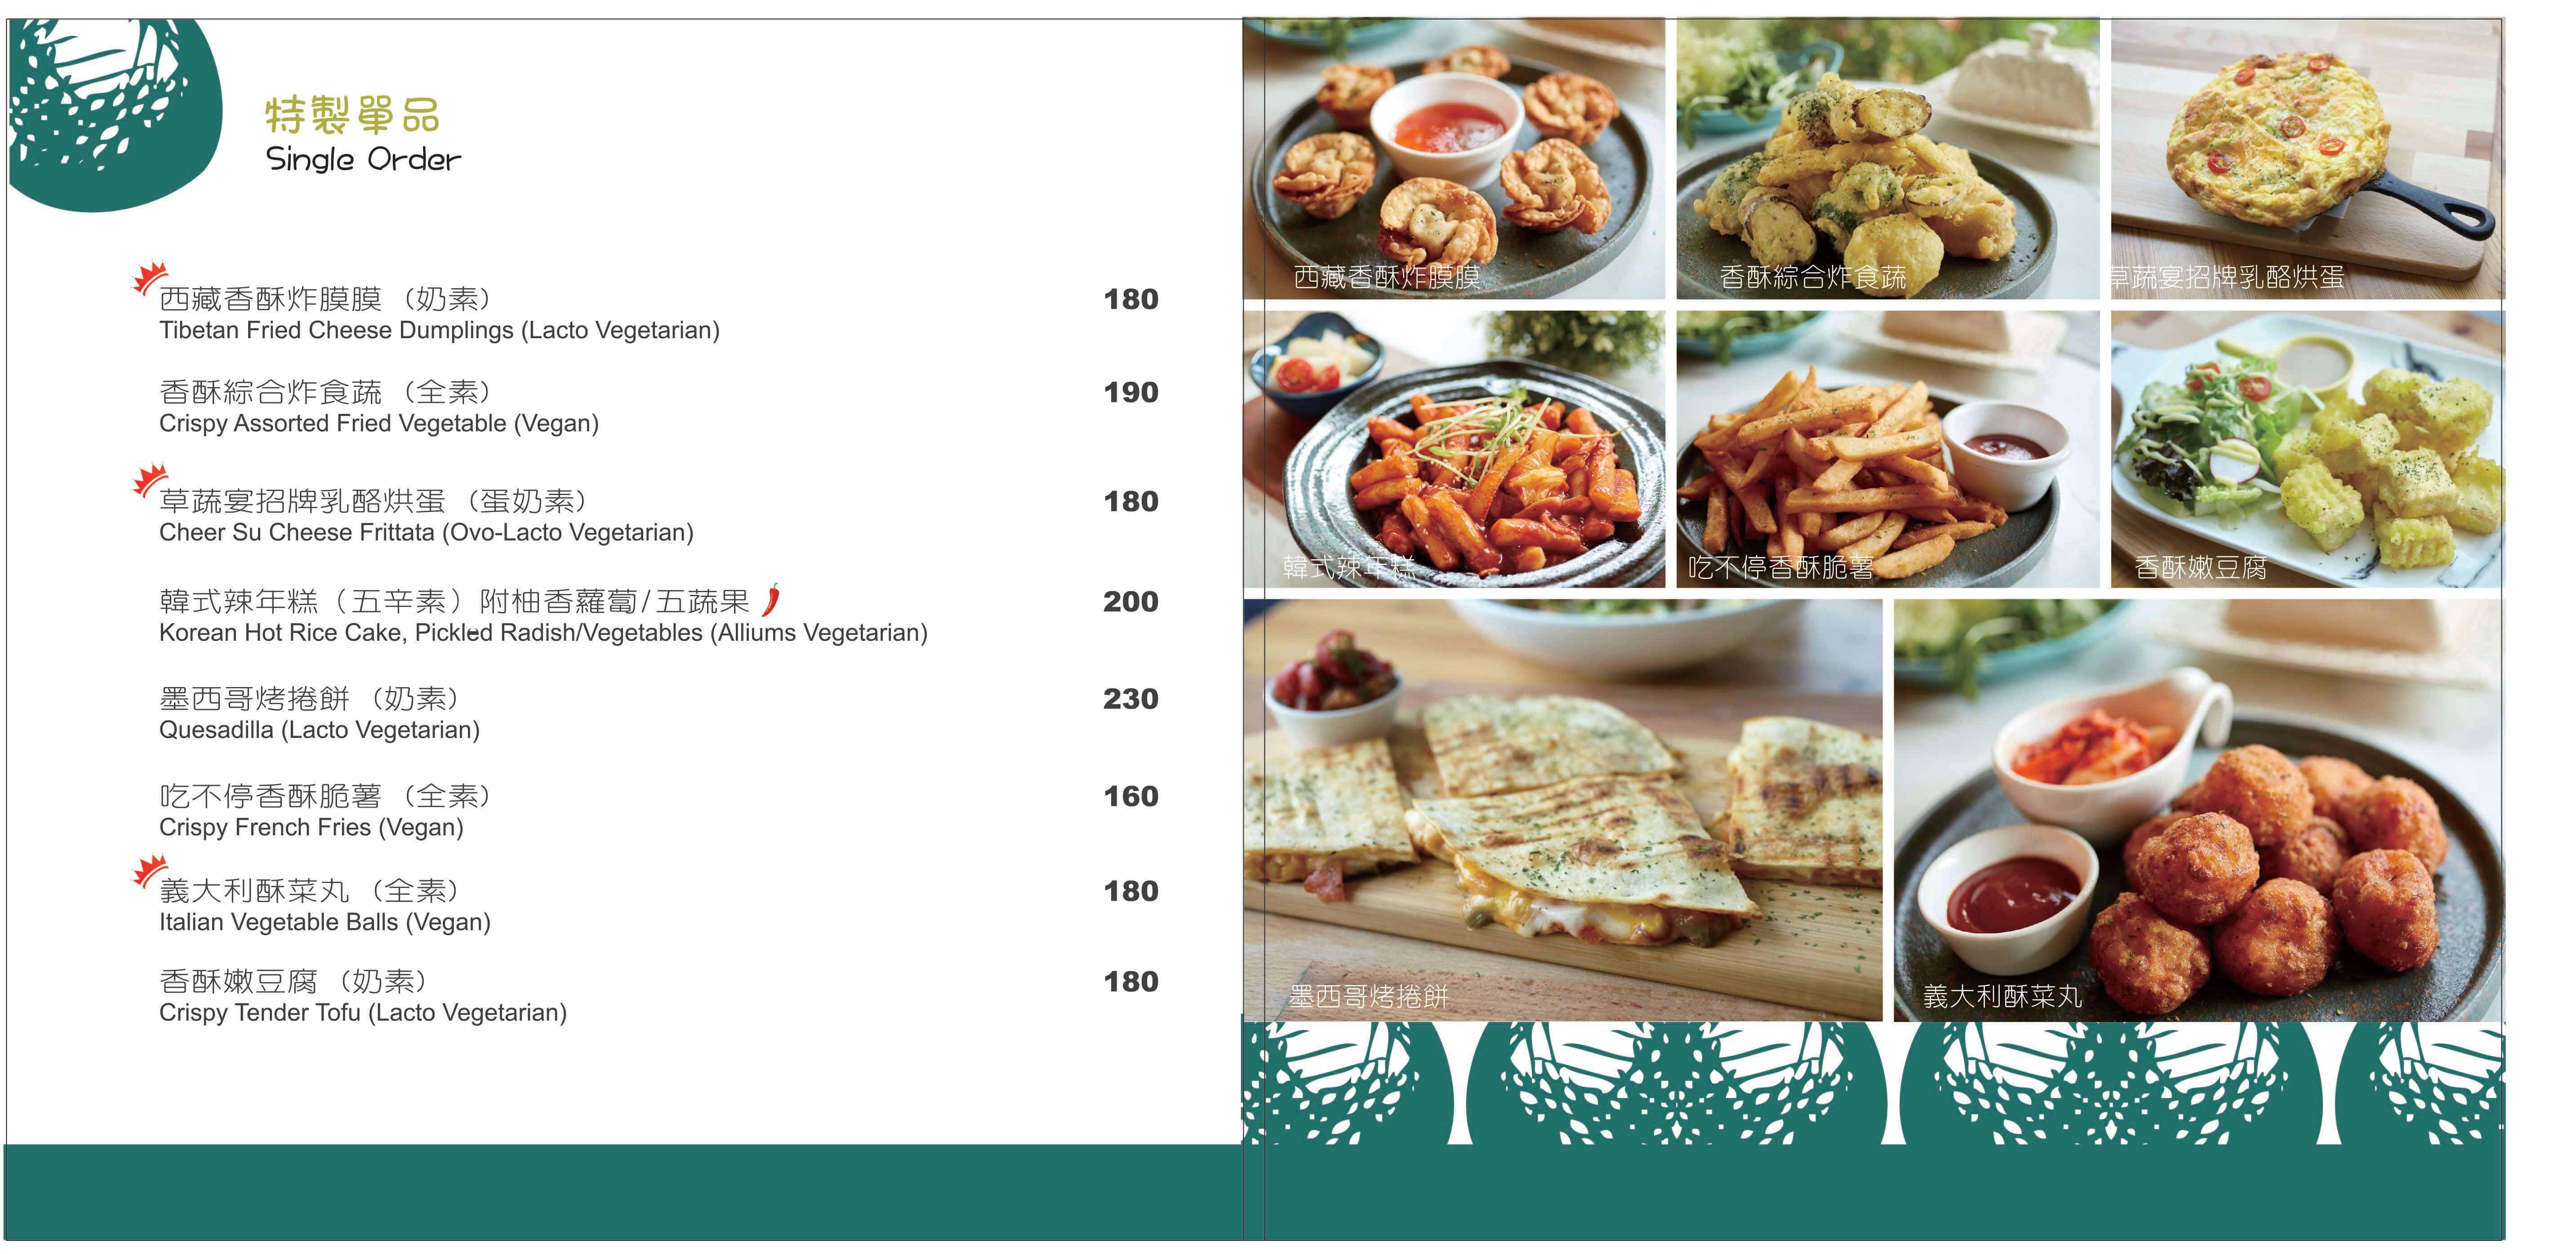 特製單品
Single Order
西藏香酥炸膜膜（奶素）
180
Tibetan Fried Cheese Dumplings (Lacto Vegetarian)
香酥綜合炸食蔬（全素）
190
Crispy Assorted Fried Vegetable (Vegan)
草蔬宴招牌乳酪烘蛋（蛋奶素）
180
Cheer Su Cheese Frittata (Ovo-Lacto Vegetarian)
韓式辣年糕（五辛素）附柚香蘿蔔/五蔬果
200
Korean Hot Rice Cake, Pickled Radish/Vegetables (Alliums Vegetarian)
墨西哥烤捲餅（奶素）
230
Quesadilla (Lacto Vegetarian)
吃不停香酥脆薯（全素）
160
Crispy French Fries (Vegan)
義大利酥菜丸（全素）
180
Italian Vegetable Balls (Vegan)
香酥嫩豆腐（奶素）
180
Crispy Tender Tofu (Lacto Vegetarian)
西藏香酥炸膜膜
香酥綜合炸食蔬
草蔬宴招牌乳酪烘蛋
韓式辣年糕
吃不停香酥脆薯
香酥嫩豆腐
墨西哥烤捲餅
義大利酥菜丸